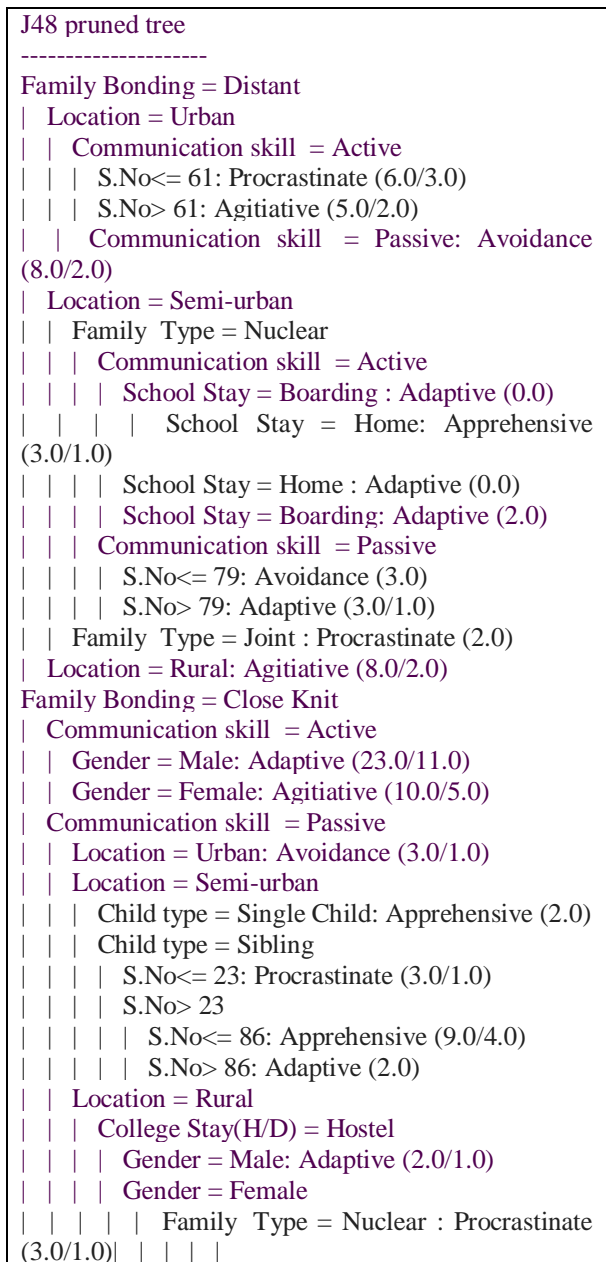 J48 pruned tree
---------------------
Family Bonding = Distant
| Location = Urban
| | Communication skill = Active
| | | S.No<= 61: Procrastinate (6.0/3.0)
| | | S.No> 61: Agitiative (5.0/2.0)
| | Communication skill = Passive: Avoidance
(8.0/2.0)
| Location = Semi-urban
| | Family Type = Nuclear
| | | Communication skill = Active
| | | | School Stay = Boarding : Adaptive (0.0)
| | | | School Stay = Home: Apprehensive
(3.0/1.0)
| | | | School Stay = Home : Adaptive (0.0)
| | | | School Stay = Boarding: Adaptive (2.0)
| | | Communication skill = Passive
| | | | S.No<= 79: Avoidance (3.0)
| | | | S.No> 79: Adaptive (3.0/1.0)
| | Family Type = Joint : Procrastinate (2.0)
| Location = Rural: Agitiative (8.0/2.0)
Family Bonding = Close Knit
| Communication skill = Active
| | Gender = Male: Adaptive (23.0/11.0)
| | Gender = Female: Agitiative (10.0/5.0)
| Communication skill = Passive
| | Location = Urban: Avoidance (3.0/1.0)
| | Location = Semi-urban
| | | Child type = Single Child: Apprehensive (2.0)
| | | Child type = Sibling
| | | | S.No<= 23: Procrastinate (3.0/1.0)
| | | | S.No> 23
| | | | | S.No<= 86: Apprehensive (9.0/4.0)
| | | | | S.No> 86: Adaptive (2.0)
| | Location = Rural
| | | College Stay(H/D) = Hostel
| | | | Gender = Male: Adaptive (2.0/1.0)
| | | | Gender = Female
| | | | | Family Type = Nuclear : Procrastinate
(3.0/1.0)| | | | |